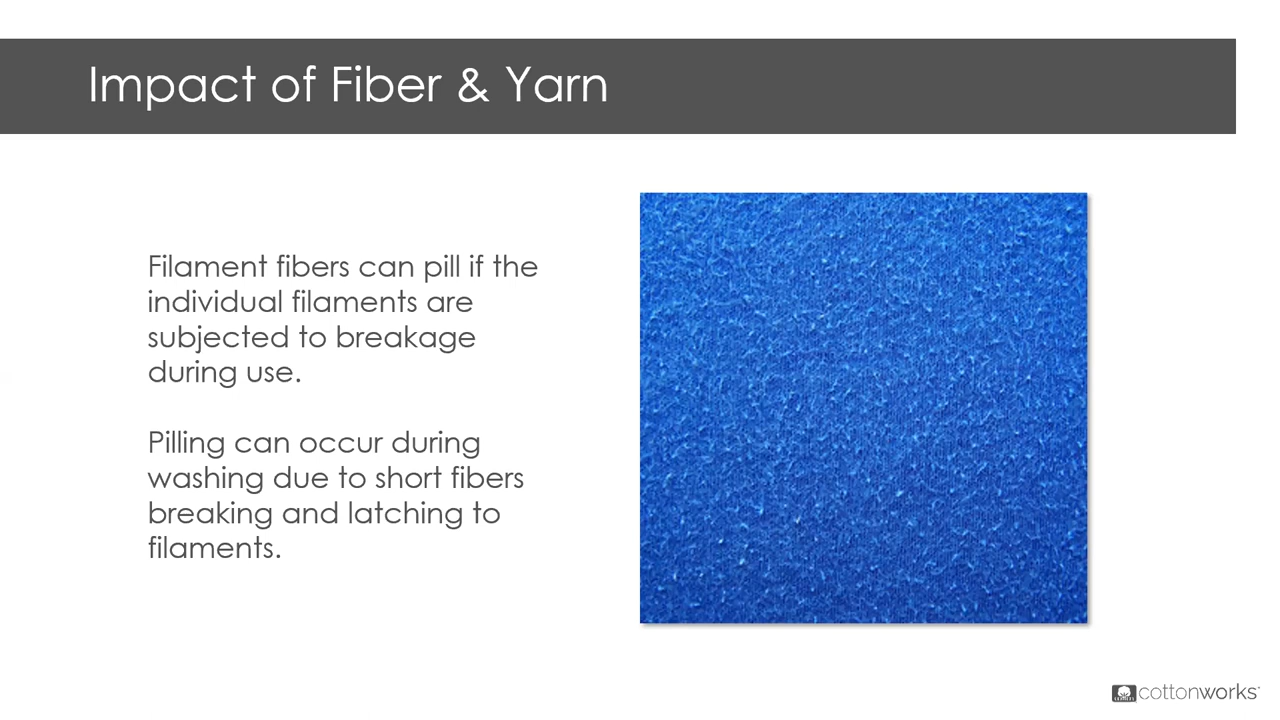 Impact of Fiber & Yarn
Filament fibers can pill if the
individual filaments are
subjected to breakage
during use.
Pilling can occur during
washing due to short fibers
breaking and latching to
filaments.
cottonworks